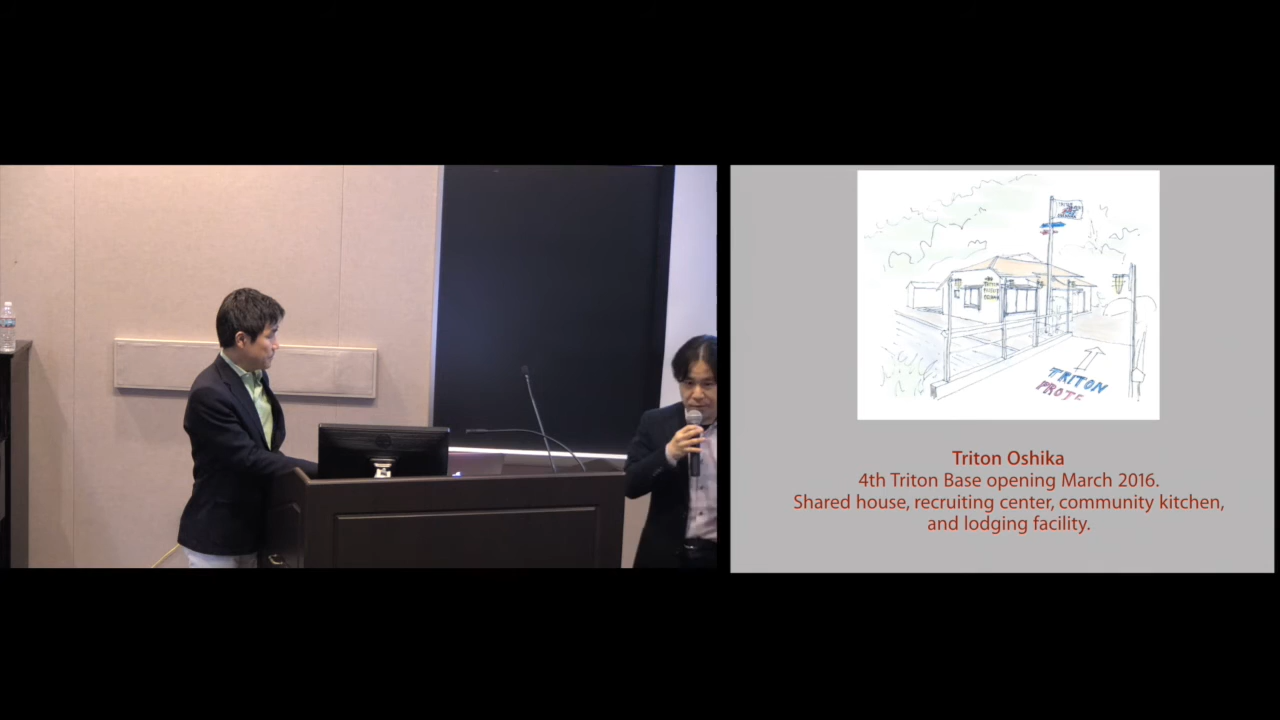 TRITON
Triton Oshika
4th Triton Base opening March 2016.
Shared house, recruiting center, community kitchen,
and lodging facility.